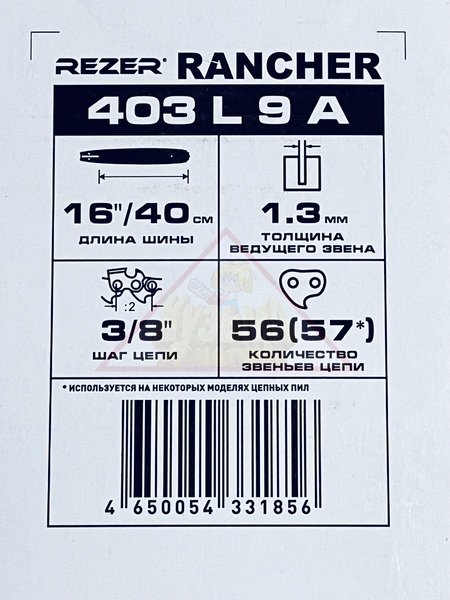 REZER® RANCHER
403 L 9 A
16"/40 см
ДЛИНА ШИНЫ
1.3 мм
ТОЛЩИНА
ВЕДУЩЕГО ЗВЕНА
:2
3/8"
ШАГ ЦЕПИ
56(57*)
КОЛИЧЕСТВО
ЗВЕНЬЕВ ЦЕПИ
* ИСПОЛЬЗУЕТСЯ НА НЕКОТОРЫХ МОДЕЛЯХ ЦЕПНЫХ ПИЛ
4 650054 331856